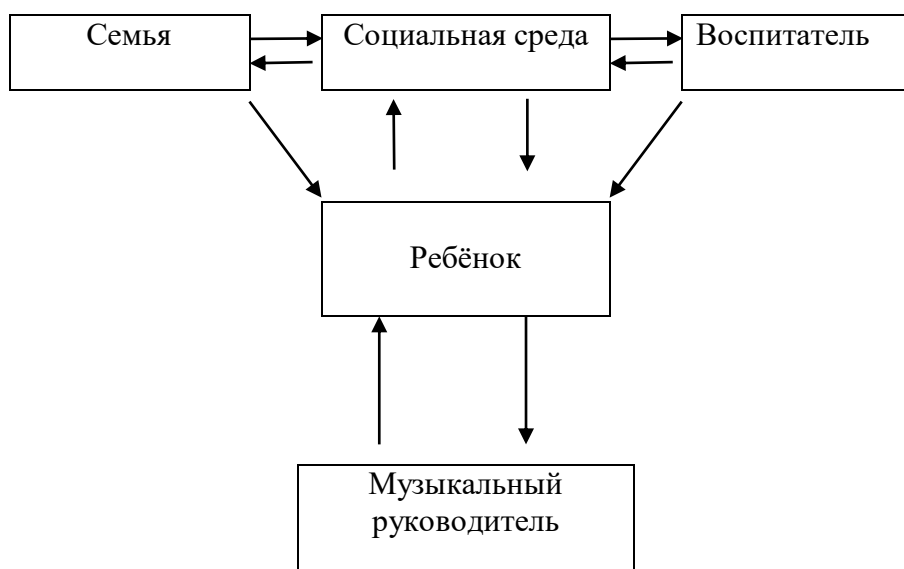 Семья
Социальная среда
Воспитатель
Ребёнок
Музыкальный
руководитель